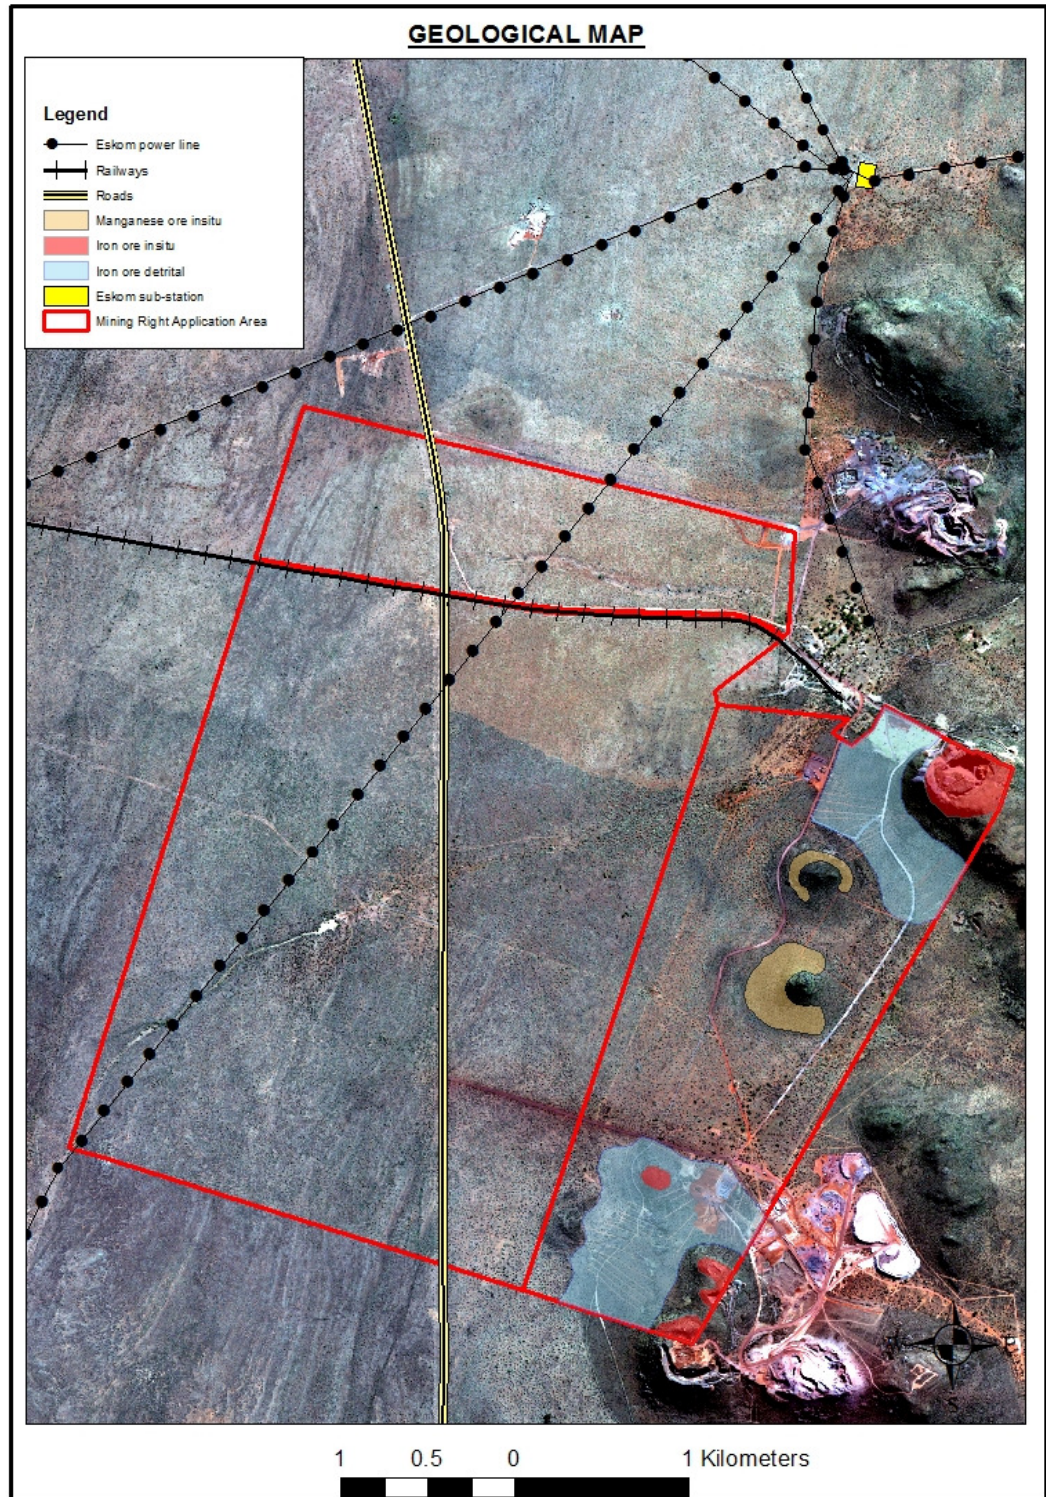 GEOLOGICAL MAP
Legend
Eskom power line
Railways
Roads
Manganese ore insitu
Iron ore insitu
Iron ore detrital
Eskom sub-station
Mining Right Application Area
S
1 0.5 0 1 Kilometers